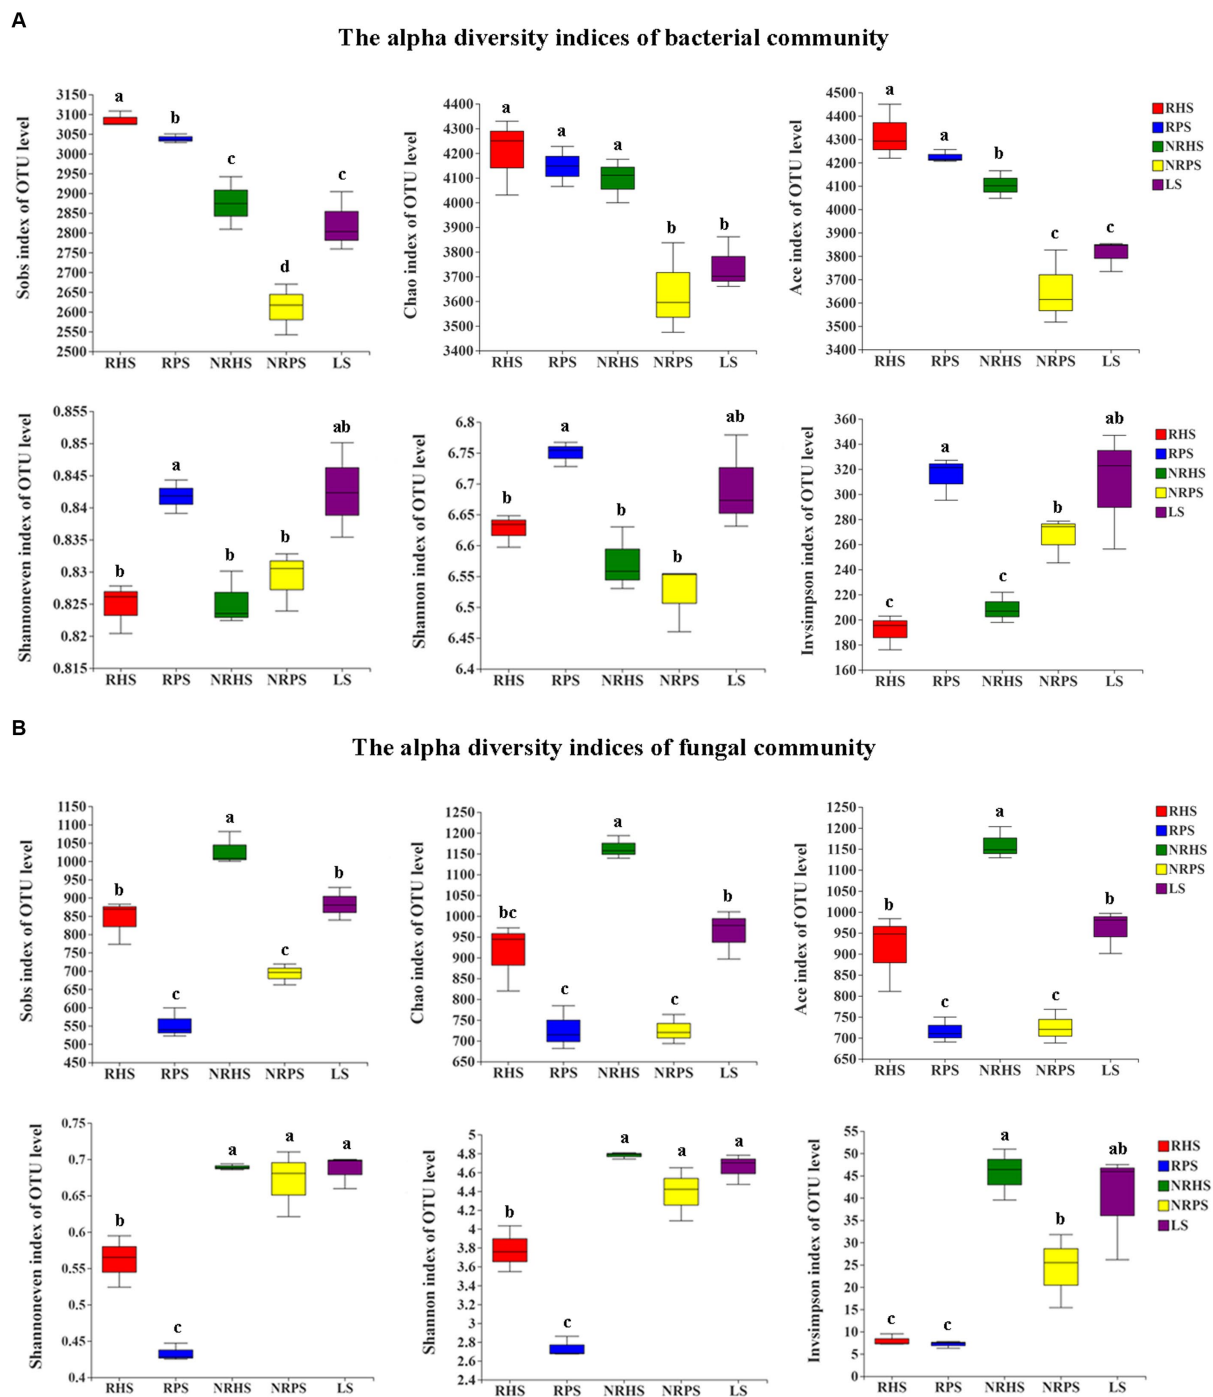 A
The alpha diversity indices of bacterial community
Sobs index of OTU level
3150
3100
3050
3000
2950
2900
2850
2800
2750
2700
2650
2600
2550
2500
a
b
c
d
c
RHS RPS NRHS NRPS LS
Chao index of OTU level
4400
4300
4200
4100
4000
3900
3800
3700
3600
3500
3400
a
a
a
b
b
RHS RPS NRHS NRPS LS
Ace index of OTU level
4500
4400
4300
4200
4100
4000
3900
3800
3700
3600
3500
3400
a
a
b
c
c
RHS RPS NRHS NRPS LS
RHS
RPS
NRHS
NRPS
LS
Shannoneven index of OTU level
0.855
0.85
0.845
0.84
0.835
0.83
0.825
0.82
0.815
b
a
b
b
ab
RHS RPS NRHS NRPS LS
Shannon index of OTU level
6.8
6.75
6.7
6.65
6.6
6.55
6.5
6.45
6.4
b
a
b
b
ab
RHS RPS NRHS NRPS LS
Invsimpson index of OTU level
360
340
320
300
280
260
240
220
200
180
160
c
a
c
b
ab
RHS RPS NRHS NRPS LS
RHS
RPS
NRHS
NRPS
LS
B
The alpha diversity indices of fungal community
Sobs index of OTU level
1150
1100
1050
1000
950
900
850
800
750
700
650
600
550
500
450
b
c
a
c
b
RHS RPS NRHS NRPS LS
Chao index of OTU level
1250
1200
1150
1100
1050
1000
950
900
850
800
750
700
650
bc
c
a
c
b
RHS RPS NRHS NRPS LS
Ace index of OTU level
1250
1200
1150
1100
1050
1000
950
900
850
800
750
700
650
b
c
a
c
b
RHS RPS NRHS NRPS LS
RHS
RPS
NRHS
NRPS
LS
Shannoneven index of OTU level
0.75
0.7
0.65
0.6
0.55
0.5
0.45
0.4
b
c
a
a
a
RHS RPS NRHS NRPS LS
Shannon index of OTU level
5
4.8
4.6
4.4
4.2
4
3.8
3.6
3.4
3.2
3
2.8
2.6
2.4
b
c
a
a
a
RHS RPS NRHS NRPS LS
Invsimpson index of OTU level
55
50
45
40
35
30
25
20
15
10
5
0
c
c
a
b
ab
RHS RPS NRHS NRPS LS
RHS
RPS
NRHS
NRPS
LS